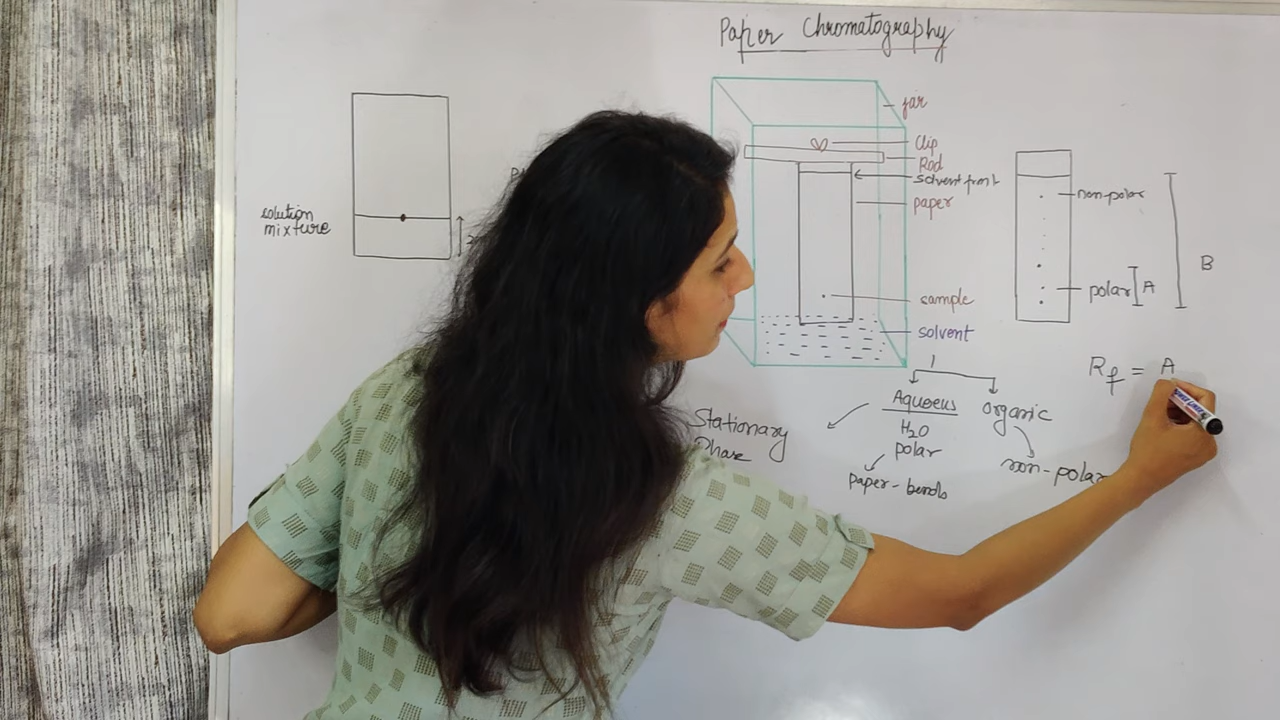 Paper Chromatography
jar
Clip
Rod
solvent front
paper
sample
solvent
solution
mixture
non-polar
polar
A
B
Rf = A
Aqueous
H2O
polar
paper-bends
Organic
non-polar
Stationary
Phase